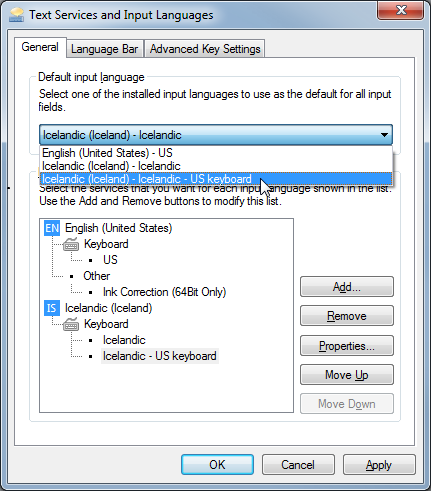 Text Services and Input Languages
General Language Bar Advanced Key Settings
Default input language
Select one of the installed input languages to use as the default for all input
fields.
Icelandic (Iceland) - Icelandic
English (United States) - US
Icelandic (Iceland) - Icelandic
Icelandic (Iceland) - Icelandic - US keyboard
Select the services that you want for each input language shown in the list.
Use the Add and Remove buttons to modify this list.
EN English (United States)
Keyboard
US
Other
Ink Correction (64Bit Only)
IS Icelandic (Iceland)
Keyboard
Icelandic
Icelandic - US keyboard
Add...
Remove
Properties...
Move Up
Move Down
OK Cancel Apply